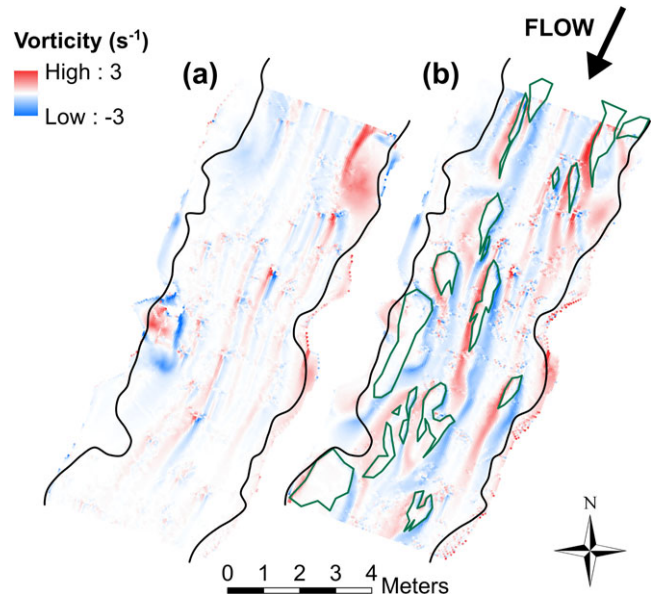 FLOW
Vorticity (s⁻¹)
High : 3
Low : -3
(a)
(b)
N
0 1 2 3 4
Meters